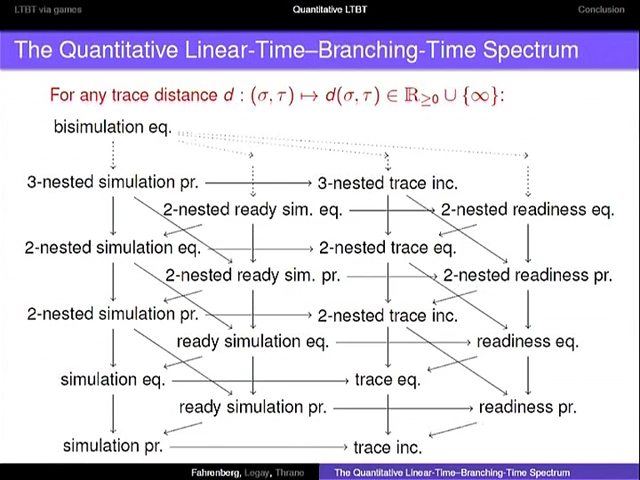 LTBT via games Quantitative LTBT Conclusion
The Quantitative Linear-Time–Branching-Time Spectrum
For any trace distance d : (σ, τ) ↦ d(σ, τ) ∈ ℝ≥0 ∪ {∞}:
bisimulation eq.
3-nested simulation pr. 3-nested trace inc.
2-nested ready sim. eq. 2-nested readiness eq.
2-nested simulation eq. 2-nested trace eq.
2-nested ready sim. pr. 2-nested readiness pr.
2-nested simulation pr. 2-nested trace inc.
ready simulation eq. readiness eq.
simulation eq. trace eq.
ready simulation pr. readiness pr.
simulation pr. trace inc.
Fahrenberg, Legay, Thrane The Quantitative Linear-Time–Branching-Time Spectrum